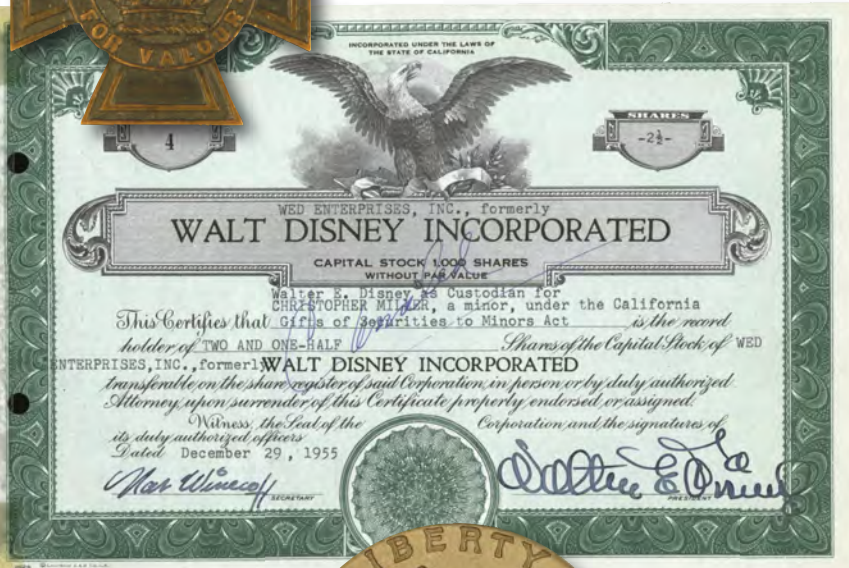 FOR VALOUR
INCORPORATED UNDER THE LAWS OF
THE STATE OF CALIFORNIA
4
SHARES
-2½-
WED ENTERPRISES, INC., formerly
WALT DISNEY INCORPORATED
CAPITAL STOCK 1,000 SHARES
WITHOUT PAR VALUE
Walter E. Disney as Custodian for
CHRISTOPHER MILLER, a minor, under the California
This Certifies that Gifts of Securities to Minors Act is the record
holder of TWO AND ONE-HALF Shares of the Capital Stock of WED
ENTERPRISES, INC., formerly WALT DISNEY INCORPORATED
transferable on the share register of said Corporation, in person or by duly authorized
Attorney, upon surrender of this Certificate properly endorsed or assigned.
Witness, the Seal of the Corporation and the signatures of
its duly authorized officers
Dated December 29, 1955
Walter E Disney
SECRETARY
PRESIDENT
LIBERTY